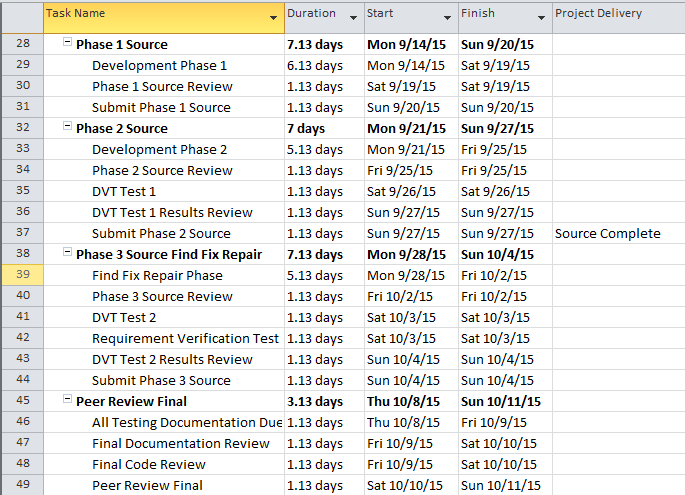 Task Name Duration Start Finish Project Delivery
28 Phase 1 Source 7.13 days Mon 9/14/15 Sun 9/20/15
29 Development Phase 1 6.13 days Mon 9/14/15 Sat 9/19/15
30 Phase 1 Source Review 1.13 days Sat 9/19/15 Sat 9/19/15
31 Submit Phase 1 Source 1.13 days Sun 9/20/15 Sun 9/20/15
32 Phase 2 Source 7 days Mon 9/21/15 Sun 9/27/15
33 Development Phase 2 5.13 days Mon 9/21/15 Fri 9/25/15
34 Phase 2 Source Review 1.13 days Fri 9/25/15 Fri 9/25/15
35 DVT Test 1 1.13 days Sat 9/26/15 Sat 9/26/15
36 DVT Test 1 Results Review 1.13 days Sun 9/27/15 Sun 9/27/15
37 Submit Phase 2 Source 1.13 days Sun 9/27/15 Sun 9/27/15 Source Complete
38 Phase 3 Source Find Fix Repair 7.13 days Mon 9/28/15 Sun 10/4/15
39 Find Fix Repair Phase 5.13 days Mon 9/28/15 Fri 10/2/15
40 Phase 3 Source Review 1.13 days Fri 10/2/15 Fri 10/2/15
41 DVT Test 2 1.13 days Sat 10/3/15 Sat 10/3/15
42 Requirement Verification Test 1.13 days Sat 10/3/15 Sat 10/3/15
43 DVT Test 2 Results Review 1.13 days Sun 10/4/15 Sun 10/4/15
44 Submit Phase 3 Source 1.13 days Sun 10/4/15 Sun 10/4/15
45 Peer Review Final 3.13 days Thu 10/8/15 Sun 10/11/15
46 All Testing Documentation Due 1.13 days Thu 10/8/15 Fri 10/9/15
47 Final Documentation Review 1.13 days Fri 10/9/15 Sat 10/10/15
48 Final Code Review 1.13 days Fri 10/9/15 Sat 10/10/15
49 Peer Review Final 1.13 days Sat 10/10/15 Sun 10/11/15